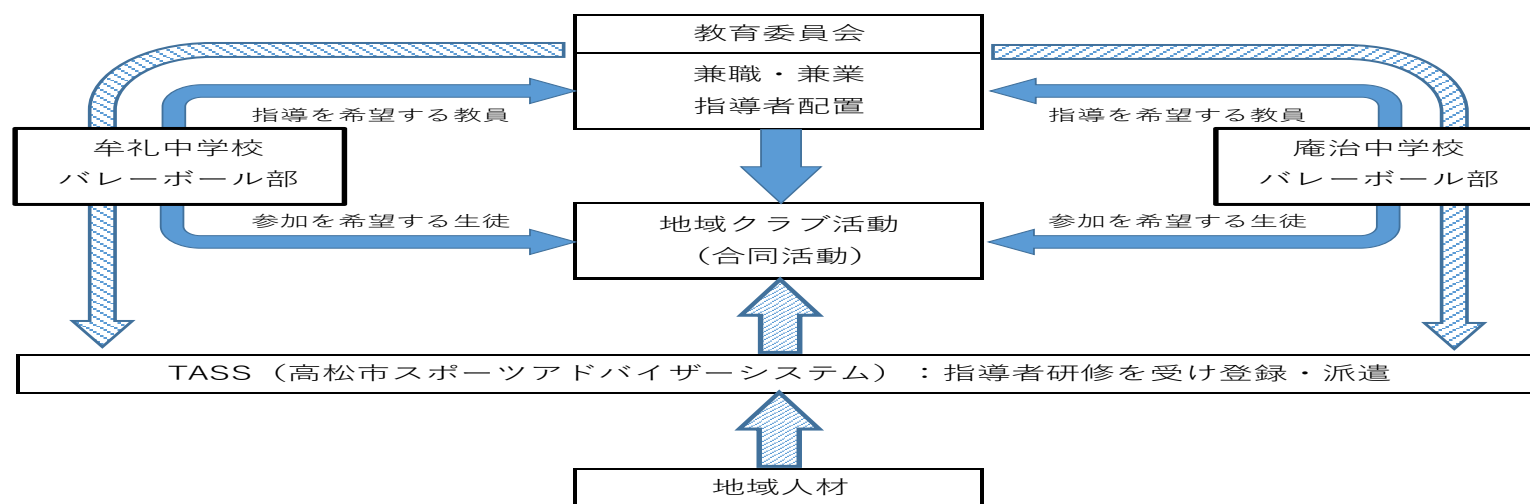 教育委員会
兼職・兼業
指導者配置
指導を希望する教員
指導を希望する教員
牟礼中学校
バレーボール部
庵治中学校
バレーボール部
参加を希望する生徒
参加を希望する生徒
地域クラブ活動
(合同活動)
TASS（高松市スポーツアドバイザーシステム）：指導者研修を受け登録・派遣
地域人材